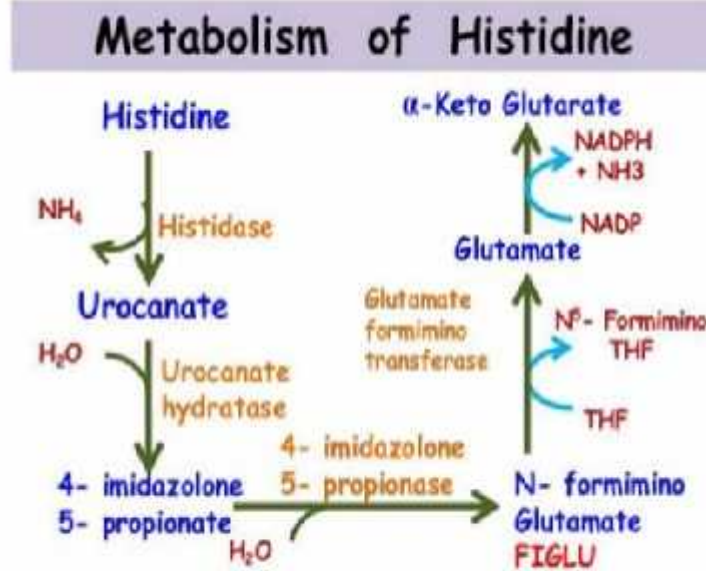 Metabolism of Histidine
Histidine
NH₄
Histidase
Urocanate
H₂O
Urocanate
hydratase
4- imidazolone
5- propionate
4- imidazolone
5- propionase
H₂O
N- formimino
Glutamate
FIGLU
Glutamate
formimino
transferase
N⁵- Formimino
THF
THF
Glutamate
NADPH
+ NH3
NADP
α-Keto Glutarate